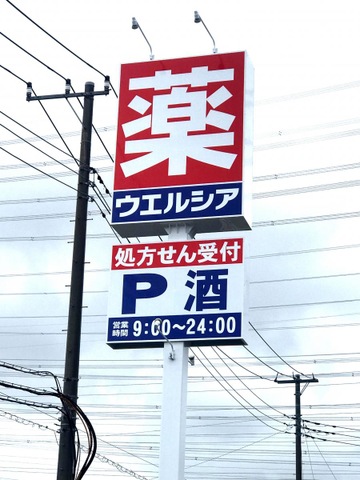 薬
ウエルシア
処方せん受付
P 酒
営業時間 9:00～24:00